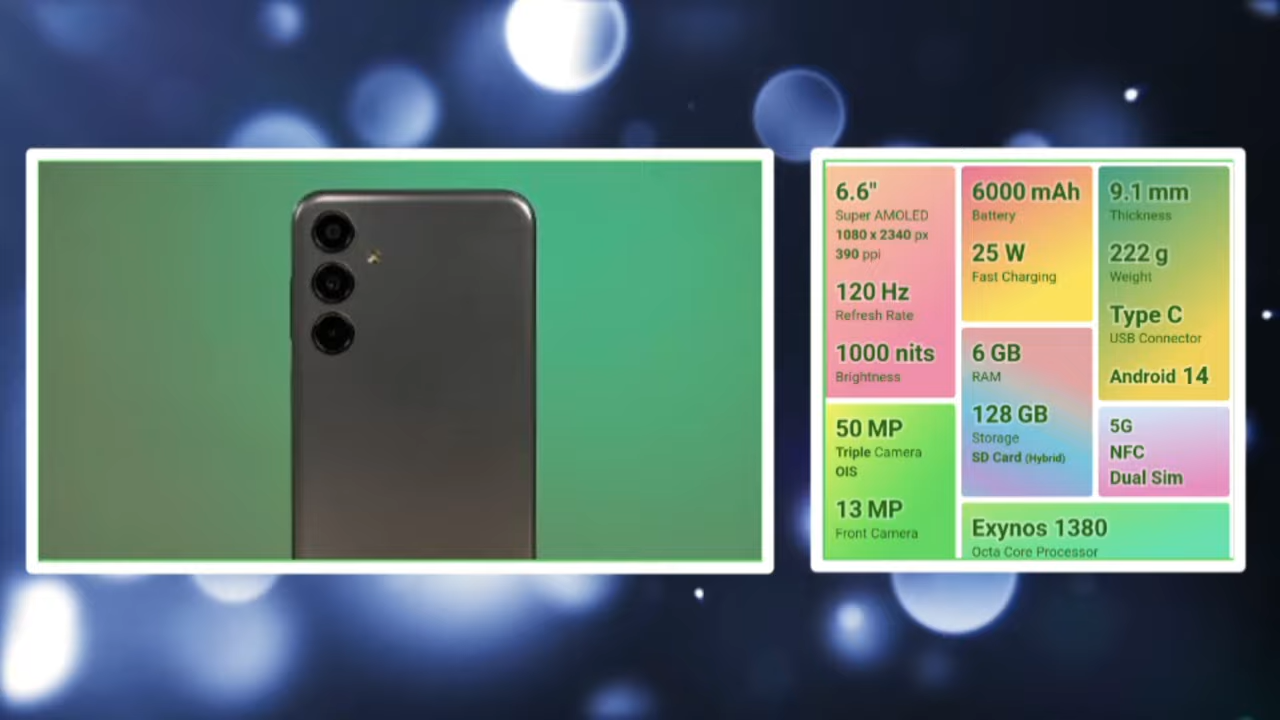 6.6"
Super AMOLED
1080 x 2340 px
390 ppi
120 Hz
Refresh Rate
1000 nits
Brightness
50 MP
Triple Camera
OIS
13 MP
Front Camera
6000 mAh
Battery
25 W
Fast Charging
6 GB
RAM
128 GB
Storage
SD Card (Hybrid)
9.1 mm
Thickness
222 g
Weight
Type C
USB Connector
Android 14
5G
NFC
Dual Sim
Exynos 1380
Octa Core Processor